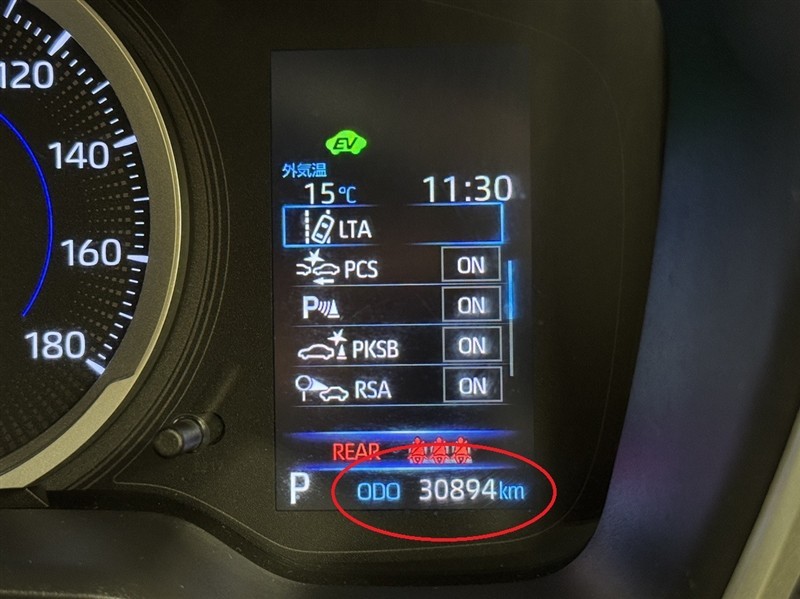 120
140
160
180
EV
外気温
15℃ 11:30
LTA
PCS ON
P ON
PKSB ON
RSA ON
REAR
P ODO 30894km